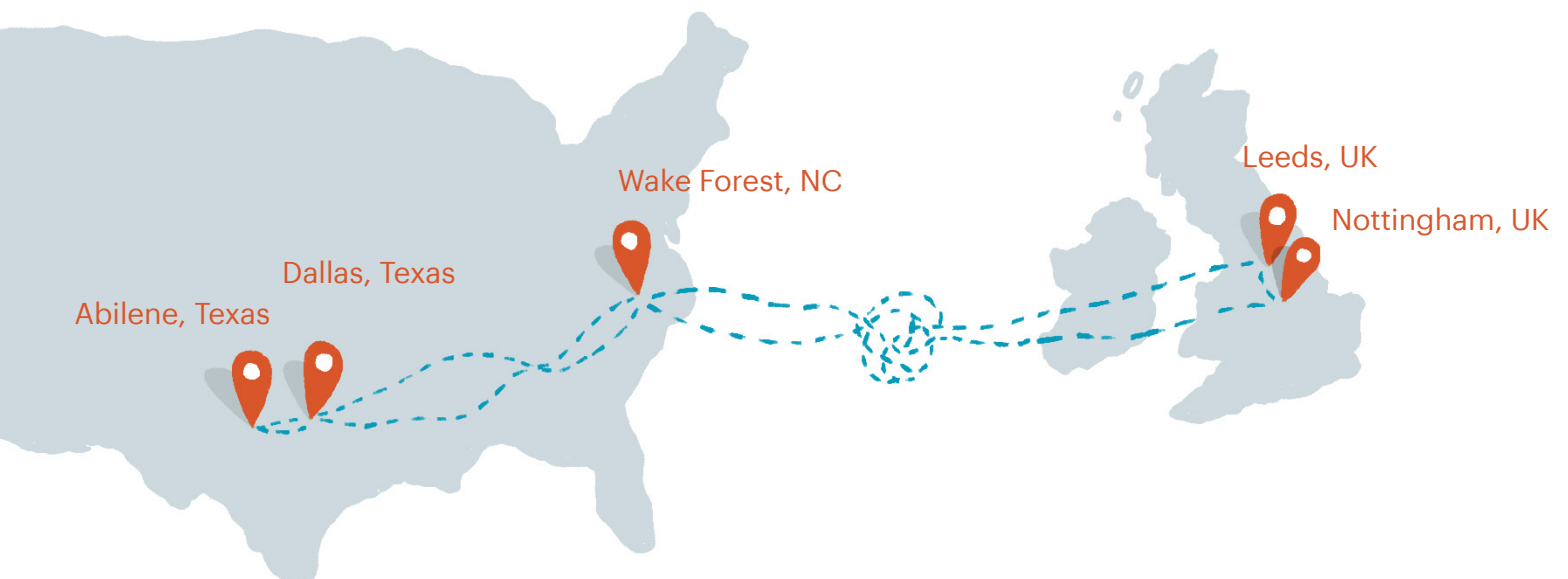 Leeds, UK
Wake Forest, NC
Nottingham, UK
Dallas, Texas
Abilene, Texas